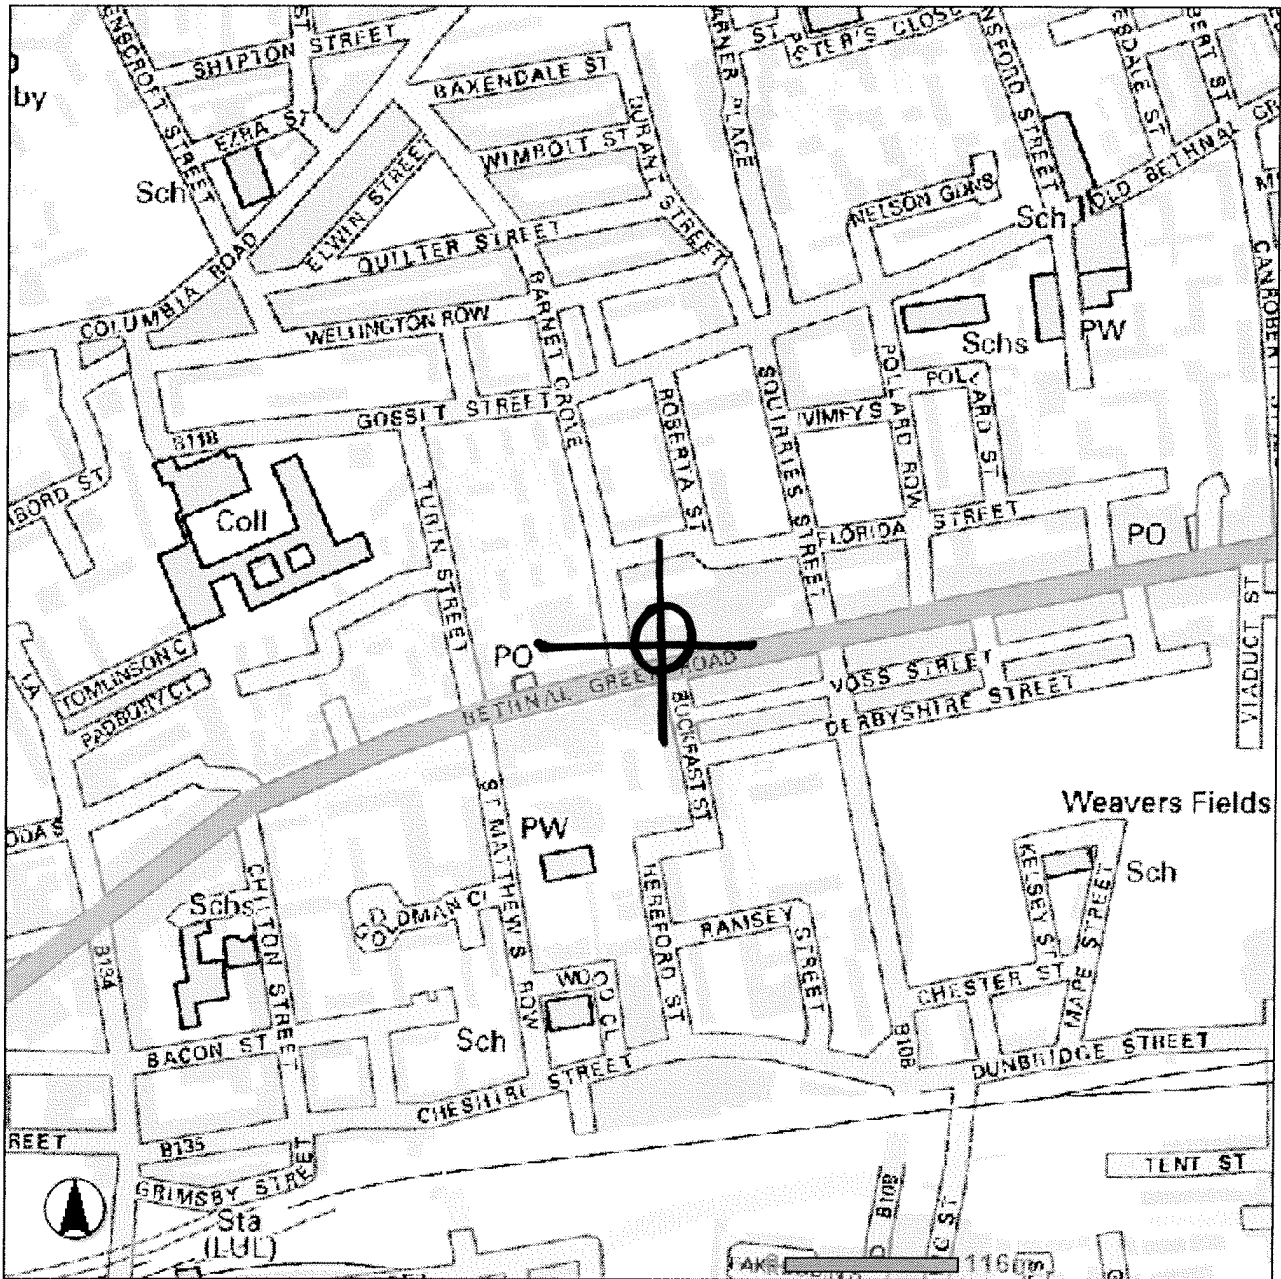 SHIPTON STREET
BAXENDALE ST
EZRA ST
WIMBOLT ST
DURANT STREET
Sch
ELWIN STREET
NELSON GDNS
Sch
OLD BETHNAL
QUILTER STREET
COLUMBIA ROAD
WELLINGTON ROW
BARNET GROVE
PW
Schs
GOSSET STREET
ROBERTA ST
SQUIRRIES STREET
POLLARD ROW
POLLARD ST
VIMEYS
B118
Coll
TURIN STREET
FLORIDA STREET
PO
TOMLINSON C
PADBURY CT
PO
BETHNAL GREEN ROAD
VOSS STREET
DERBYSHIRE STREET
VIADUCT ST
BUCKFAST ST
Weavers Fields
PW
ST MATTHEW'S ROW
KELSEY ST
Sch
MAPE STREET
Schs
CHILTON STREET
OLDMAN CL
HEREFORD ST
RAMSEY STREET
B134
WOOD CL
CHESTER ST
Sch
BACON ST
B108
DUNBRIDGE STREET
CHESHIRE STREET
REET
B135
GRIMSBY STREET
TENT ST
Sta
(LUL)
B108
116m